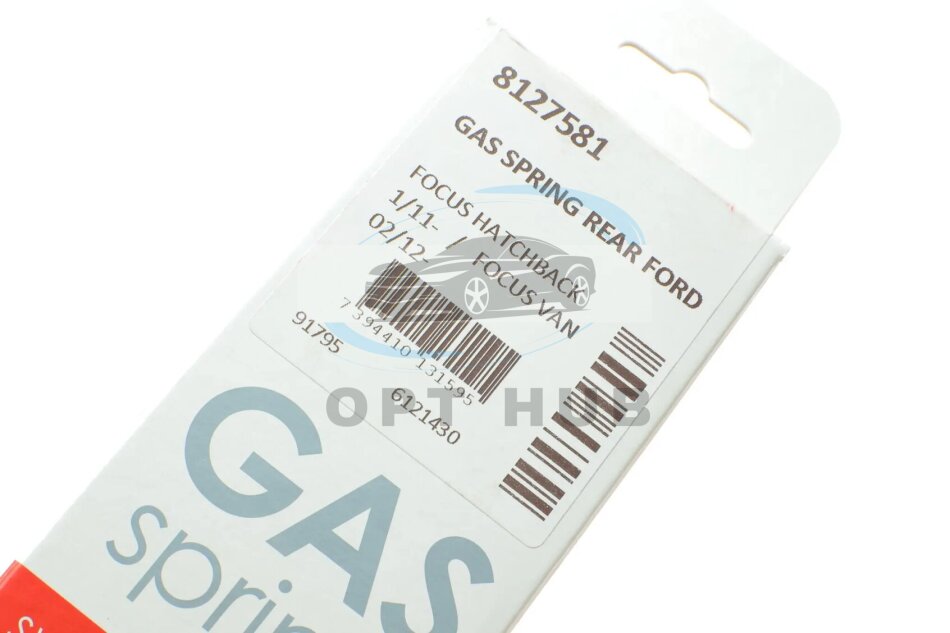 8127581
GAS SPRING REAR FORD
FOCUS HATCHBACK
1/11- / FOCUS VAN
02/12-
7 394410 131595
91795
6121430
OPT HUB
GAS